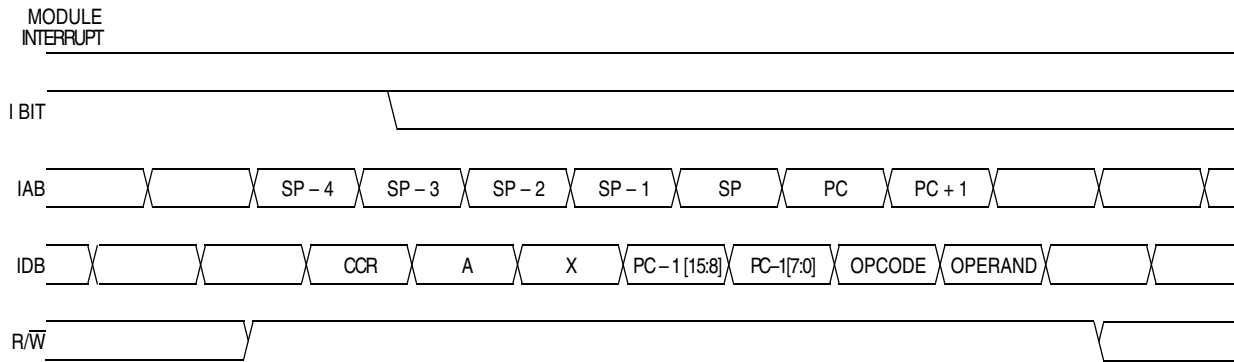 MODULE
INTERRUPT
I BIT
IAB SP – 4 SP – 3 SP – 2 SP – 1 SP PC PC + 1
IDB CCR A X PC – 1 [15:8] PC–1[7:0] OPCODE OPERAND
R/W̅